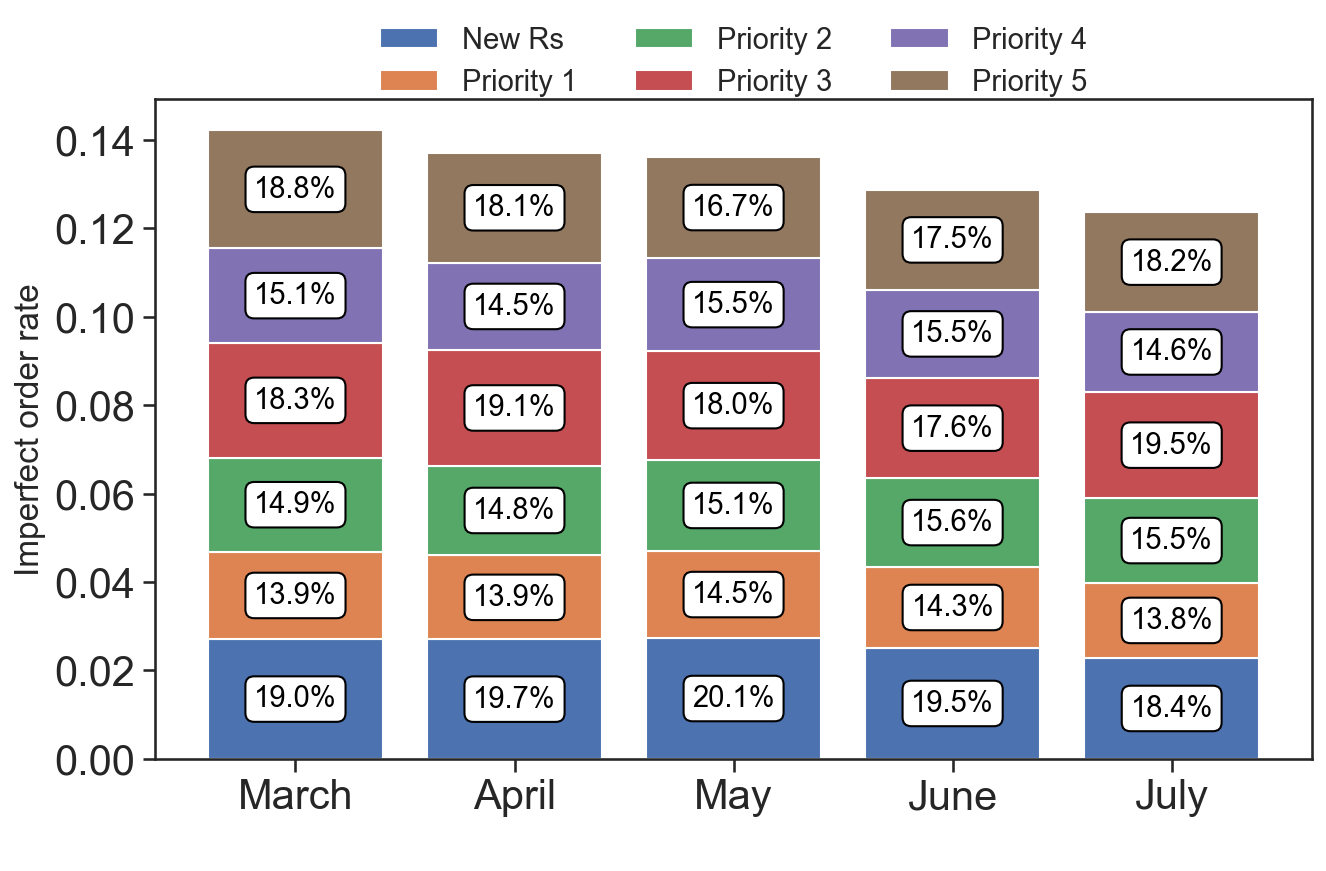 New Rs Priority 2 Priority 4
Priority 1 Priority 3 Priority 5
Imperfect order rate
0.14
0.12
0.10
0.08
0.06
0.04
0.02
0.00
18.8% 18.1% 16.7% 17.5% 18.2%
15.1% 14.5% 15.5% 15.5% 14.6%
18.3% 19.1% 18.0% 17.6% 19.5%
14.9% 14.8% 15.1% 15.6% 15.5%
13.9% 13.9% 14.5% 14.3% 13.8%
19.0% 19.7% 20.1% 19.5% 18.4%
March April May June July